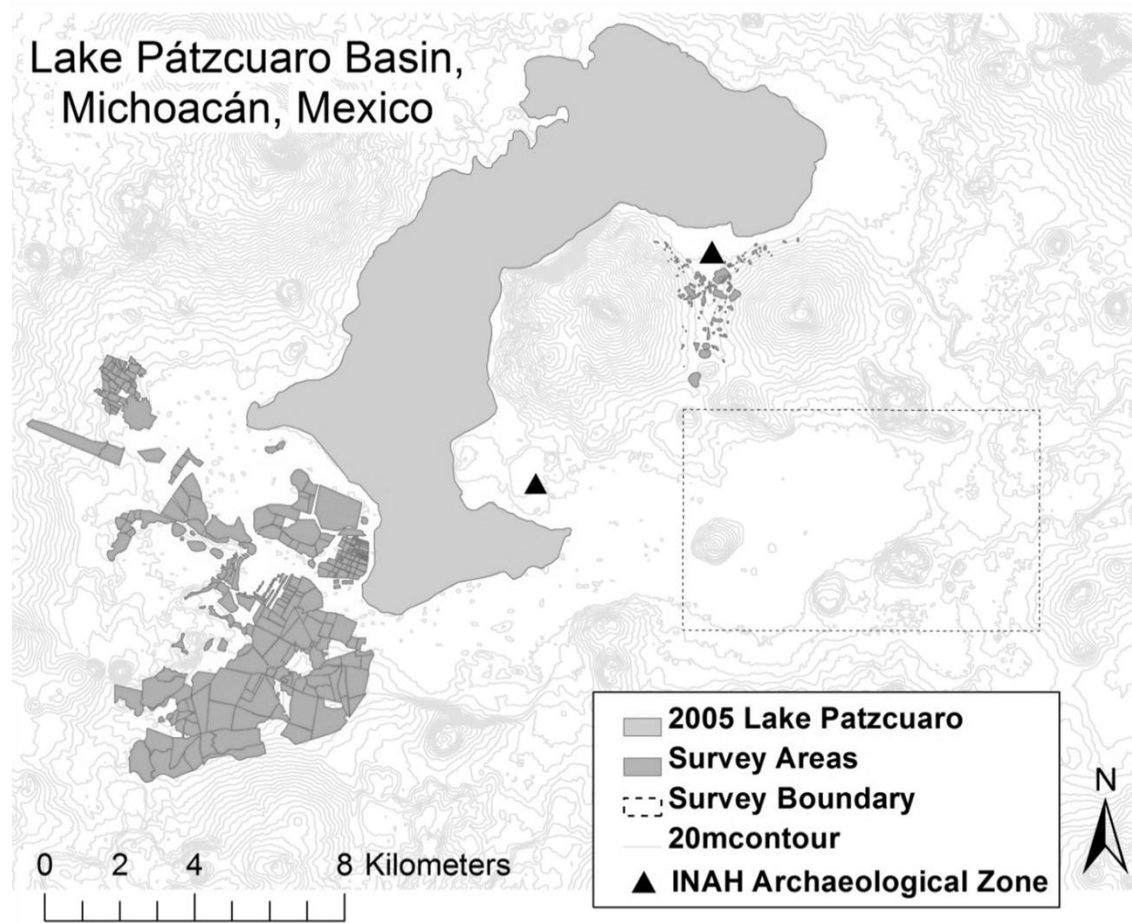 Lake Pátzcuaro Basin,
Michoacán, Mexico
2005 Lake Patzcuaro
Survey Areas
Survey Boundary
20mcontour
INAH Archaeological Zone
N
0 2 4 8 Kilometers